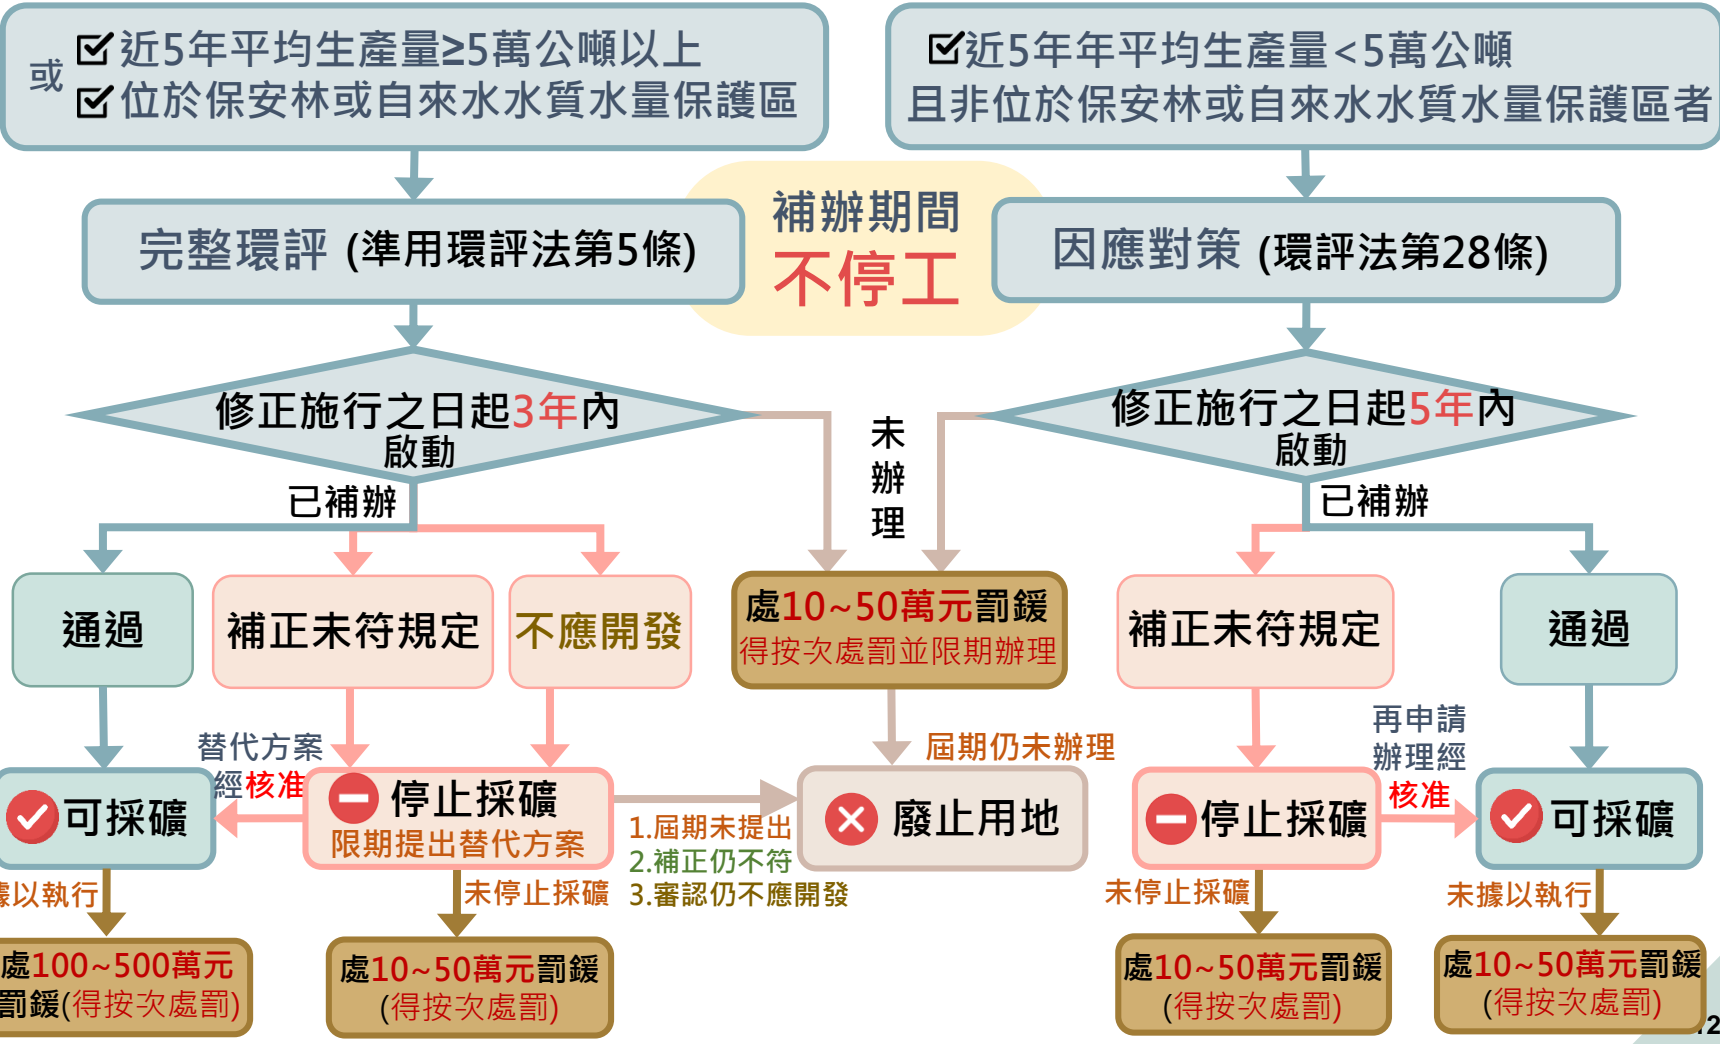 或
近5年平均生產量≥5萬公噸以上
位於保安林或自來水水質水量保護區
近5年年平均生產量<5萬公噸
且非位於保安林或自來水水質水量保護區者
補辦期間
不停工
完整環評 (準用環評法第5條)
因應對策 (環評法第28條)
修正施行之日起3年內
啟動
修正施行之日起5年內
啟動
未
辦
理
已補辦
已補辦
通過
補正未符規定
不應開發
處10~50萬元罰鍰
得按次處罰並限期辦理
補正未符規定
通過
替代方案
經核准
屆期仍未辦理
再申請
辦理經
核准
可採礦
停止採礦
限期提出替代方案
1.屆期未提出
2.補正仍不符
3.審認仍不應開發
廢止用地
停止採礦
可採礦
據以執行
未停止採礦
未停止採礦
未據以執行
處100~500萬元
罰鍰(得按次處罰)
處10~50萬元罰鍰
(得按次處罰)
處10~50萬元罰鍰
(得按次處罰)
處10~50萬元罰鍰
(得按次處罰)
12